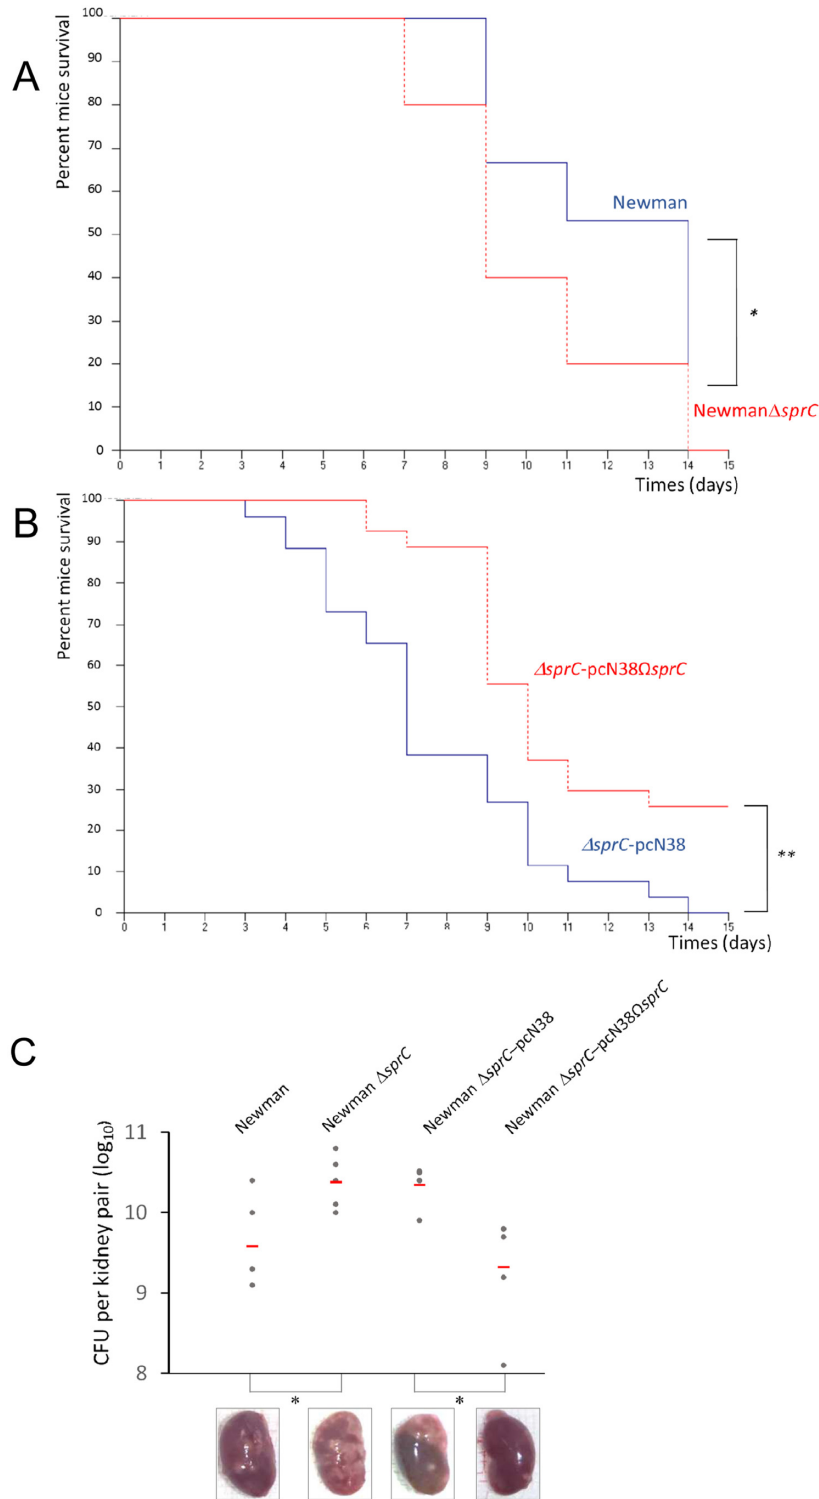 A
Percent mice survival
100
90
80
70
60
50
40
30
20
10
0
Newman
*
NewmanΔsprC
0 1 2 3 4 5 6 7 8 9 10 11 12 13 14 15
Times (days)
B
Percent mice survival
100
90
80
70
60
50
40
30
20
10
0
ΔsprC-pcN38ΩsprC
ΔsprC-pcN38
**
0 1 2 3 4 5 6 7 8 9 10 11 12 13 14 15
Times (days)
C
Newman
Newman ΔsprC
Newman ΔsprC–pcN38
Newman ΔsprC–pcN38ΩsprC
CFU per kidney pair (log10)
11
10
9
8
* *